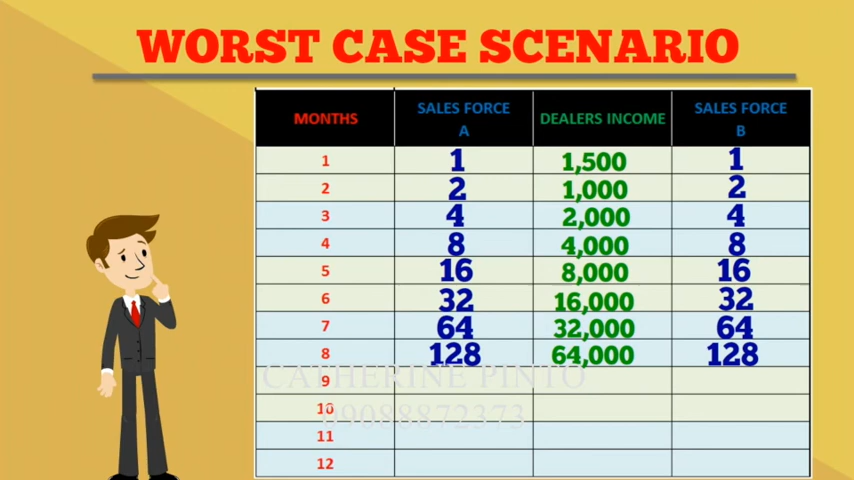 WORST CASE SCENARIO
MONTHS SALES FORCE A DEALERS INCOME SALES FORCE B
1 1 1,500 1
2 2 1,000 2
3 4 2,000 4
4 8 4,000 8
5 16 8,000 16
6 32 16,000 32
7 64 32,000 64
8 128 64,000 128
CATHERINE PINTO
9
10
09088872373
11
12